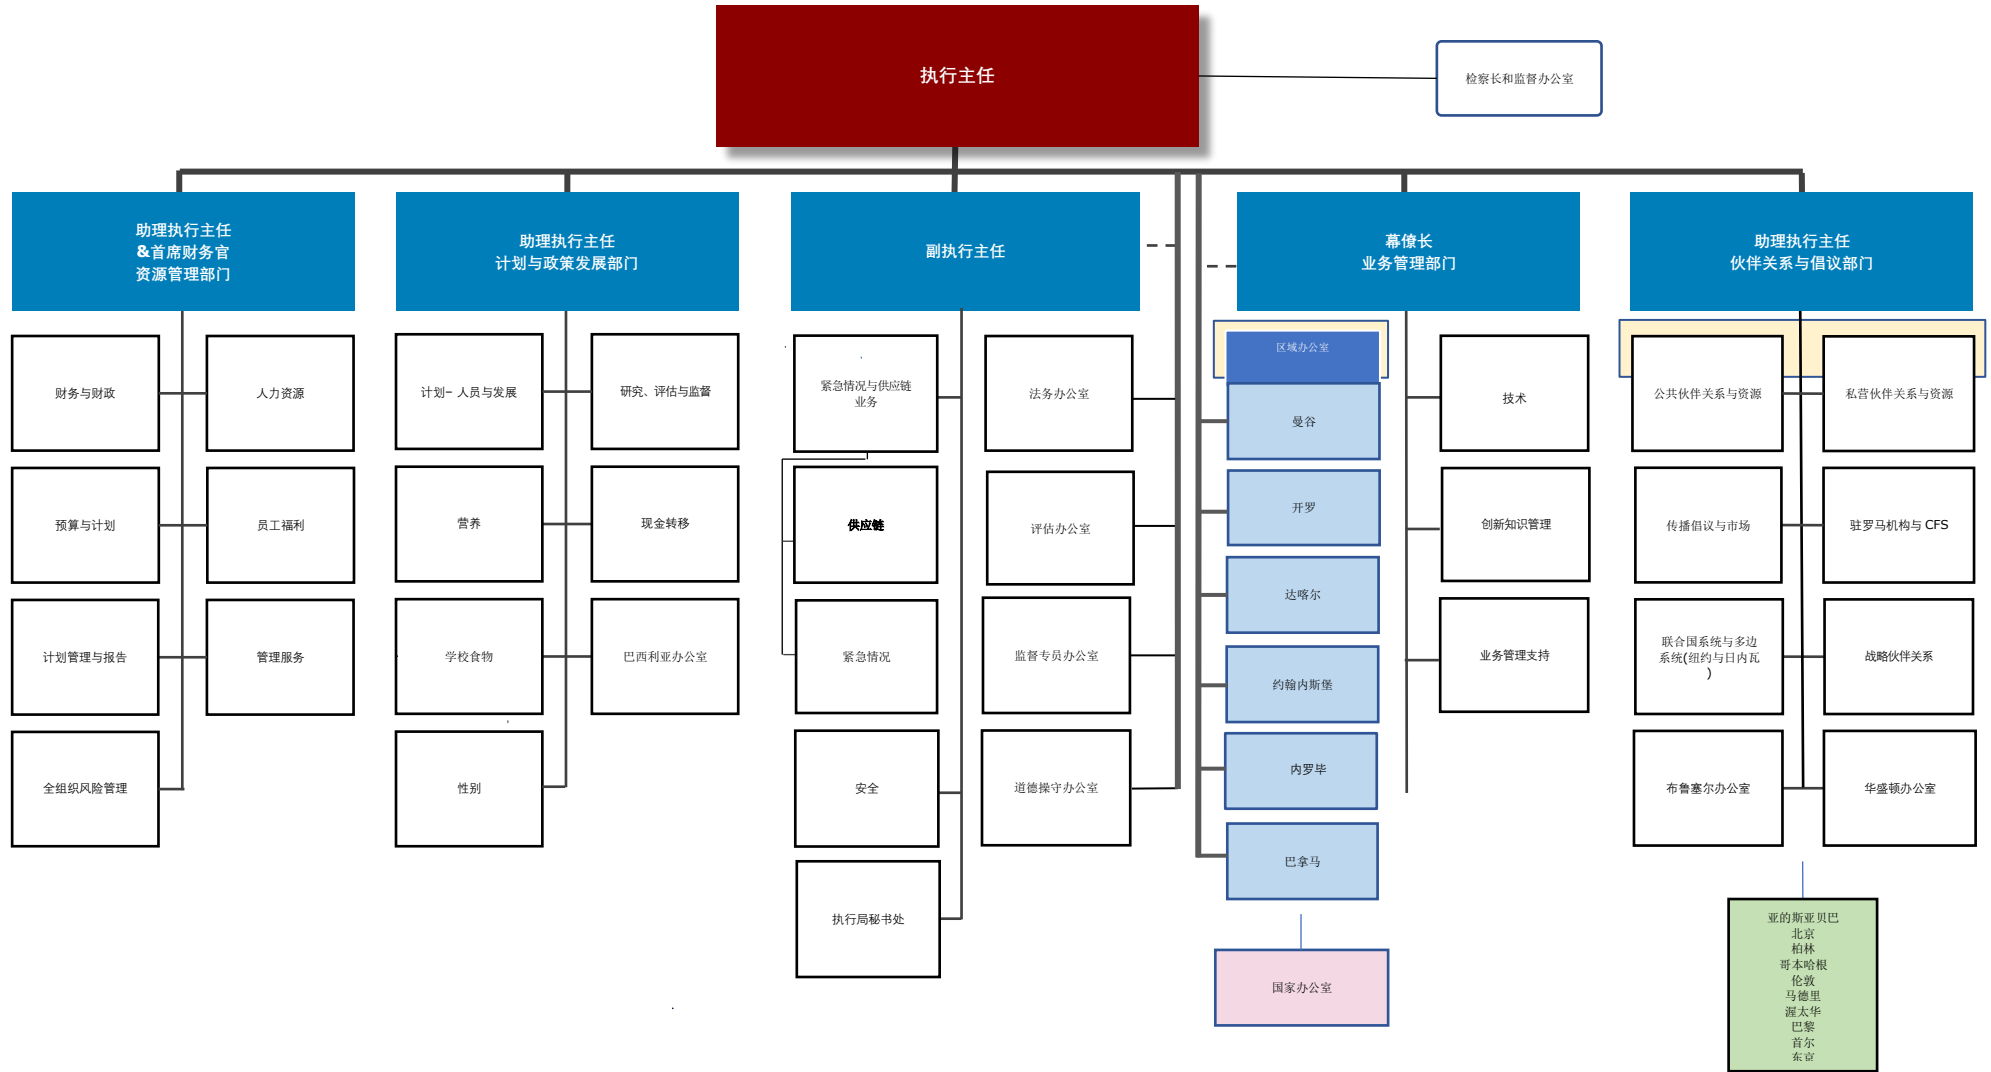 执行主任
检察长和监督办公室
助理执行主任
&首席财务官
资源管理部门
助理执行主任
计划与政策发展部门
副执行主任
幕僚长
业务管理部门
助理执行主任
伙伴关系与倡议部门
财务与财政
人力资源
预算与计划
员工福利
计划管理与报告
管理服务
全组织风险管理
计划– 人员与发展
研究、评估与监督
营养
现金转移
学校食物
巴西利亚办公室
性别
紧急情况与供应链
业务
法务办公室
供应链
评估办公室
紧急情况
监督专员办公室
安全
道德操守办公室
执行局秘书处
区域办公室
曼谷
开罗
达喀尔
约翰内斯堡
内罗毕
巴拿马
国家办公室
技术
创新知识管理
业务管理支持
公共伙伴关系与资源
私营伙伴关系与资源
传播倡议与市场
驻罗马机构与 CFS
联合国系统与多边
系统(纽约与日内瓦
)
战略伙伴关系
布鲁塞尔办公室
华盛顿办公室
亚的斯亚贝巴
北京
柏林
哥本哈根
伦敦
马德里
渥太华
巴黎
首尔
东京